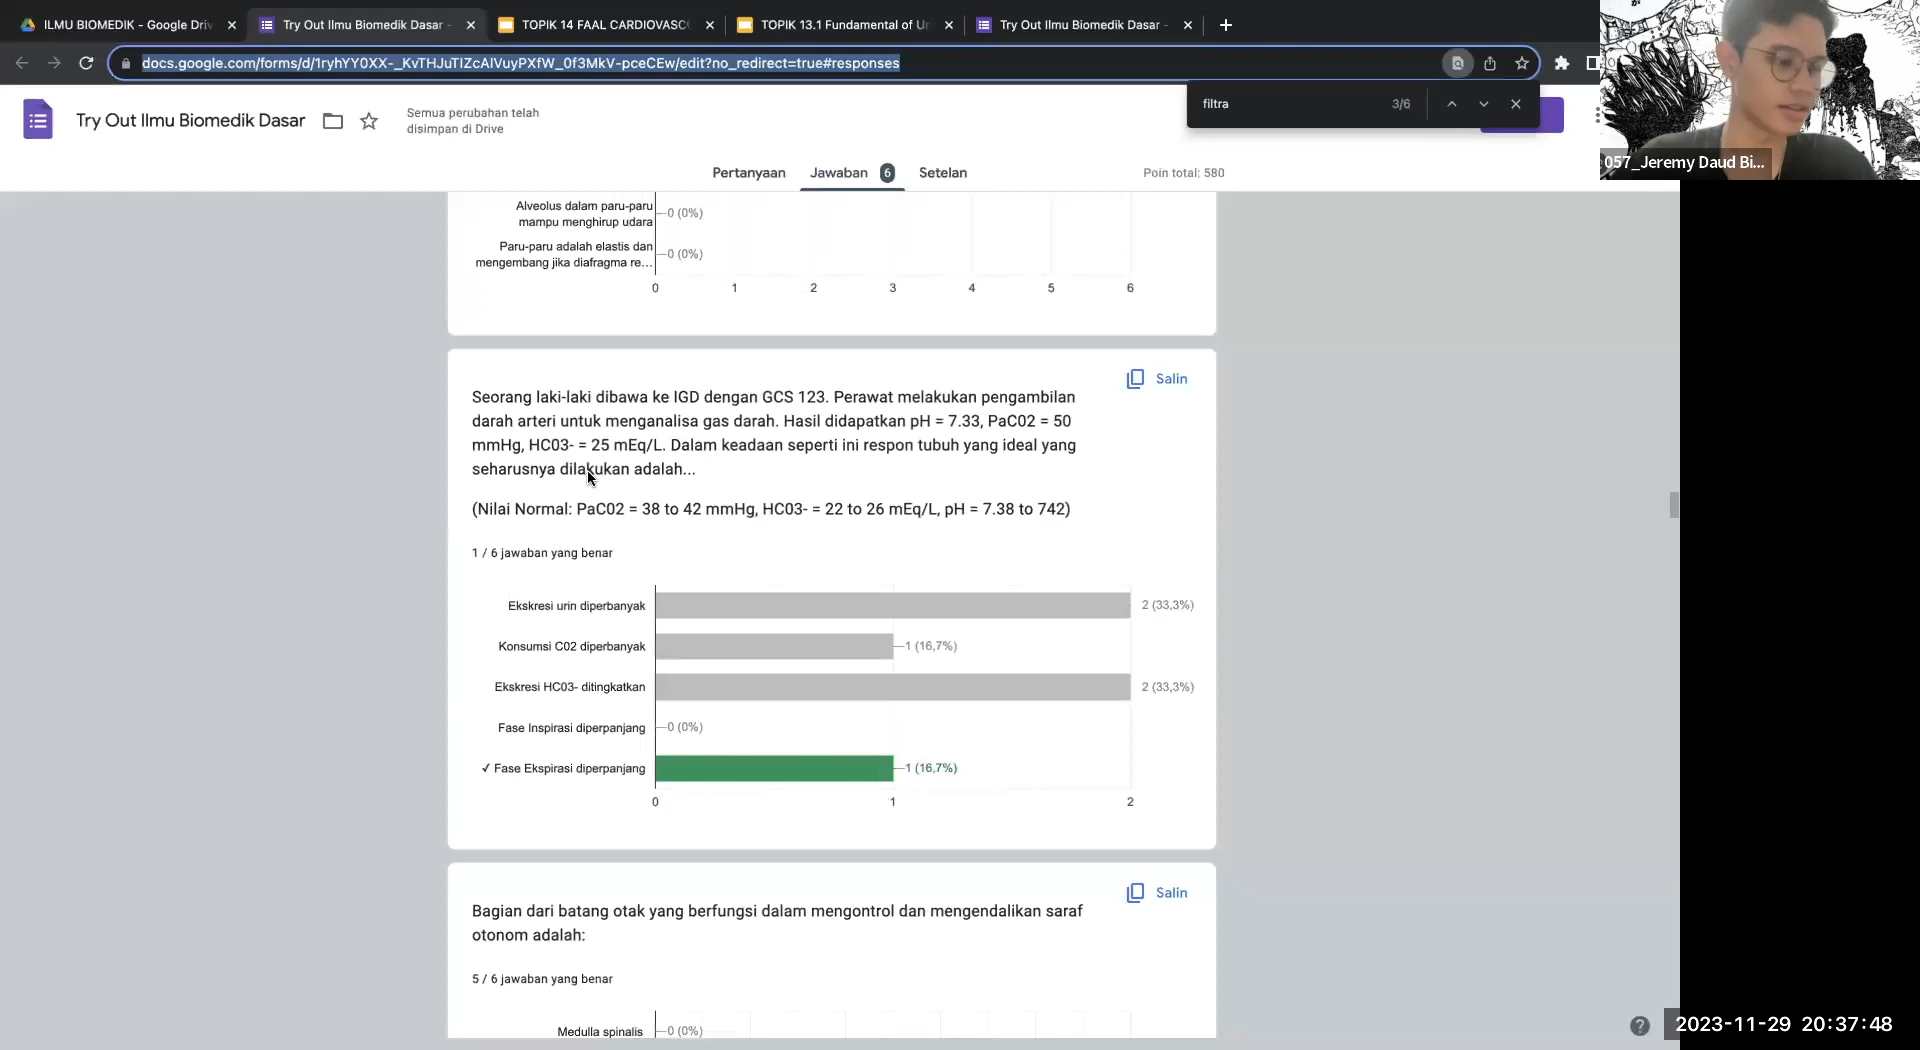 ILMU BIOMEDIK - Google Driv
Try Out Ilmu Biomedik Dasar -
TOPIK 14 FAAL CARDIOVASC
TOPIK 13.1 Fundamental of Ur
Try Out Ilmu Biomedik Dasar -
docs.google.com/forms/d/1ryhYY0XX-_KvTHJuTIZcAIVuyPXfW_0f3MkV-pceCEw/edit?no_redirect=true#responses
filtra
3/6
Try Out Ilmu Biomedik Dasar
Semua perubahan telah
disimpan di Drive
057_Jeremy Daud Bi...
Pertanyaan
Jawaban
6
Setelan
Poin total: 580
Alveolus dalam paru-paru
mampu menghirup udara
0 (0%)
Paru-paru adalah elastis dan
mengembang jika diafragma re...
0 (0%)
0 1 2 3 4 5 6
Salin
Seorang laki-laki dibawa ke IGD dengan GCS 123. Perawat melakukan pengambilan
darah arteri untuk menganalisa gas darah. Hasil didapatkan pH = 7.33, PaC02 = 50
mmHg, HC03- = 25 mEq/L. Dalam keadaan seperti ini respon tubuh yang ideal yang
seharusnya dilakukan adalah...
(Nilai Normal: PaC02 = 38 to 42 mmHg, HC03- = 22 to 26 mEq/L, pH = 7.38 to 742)
1 / 6 jawaban yang benar
Ekskresi urin diperbanyak
2 (33,3%)
Konsumsi C02 diperbanyak
1 (16,7%)
Ekskresi HC03- ditingkatkan
2 (33,3%)
Fase Inspirasi diperpanjang
0 (0%)
✓ Fase Ekspirasi diperpanjang
1 (16,7%)
0 1 2
Salin
Bagian dari batang otak yang berfungsi dalam mengontrol dan mengendalikan saraf
otonom adalah:
5 / 6 jawaban yang benar
Medulla spinalis
0 (0%)
2023-11-29 20:37:48